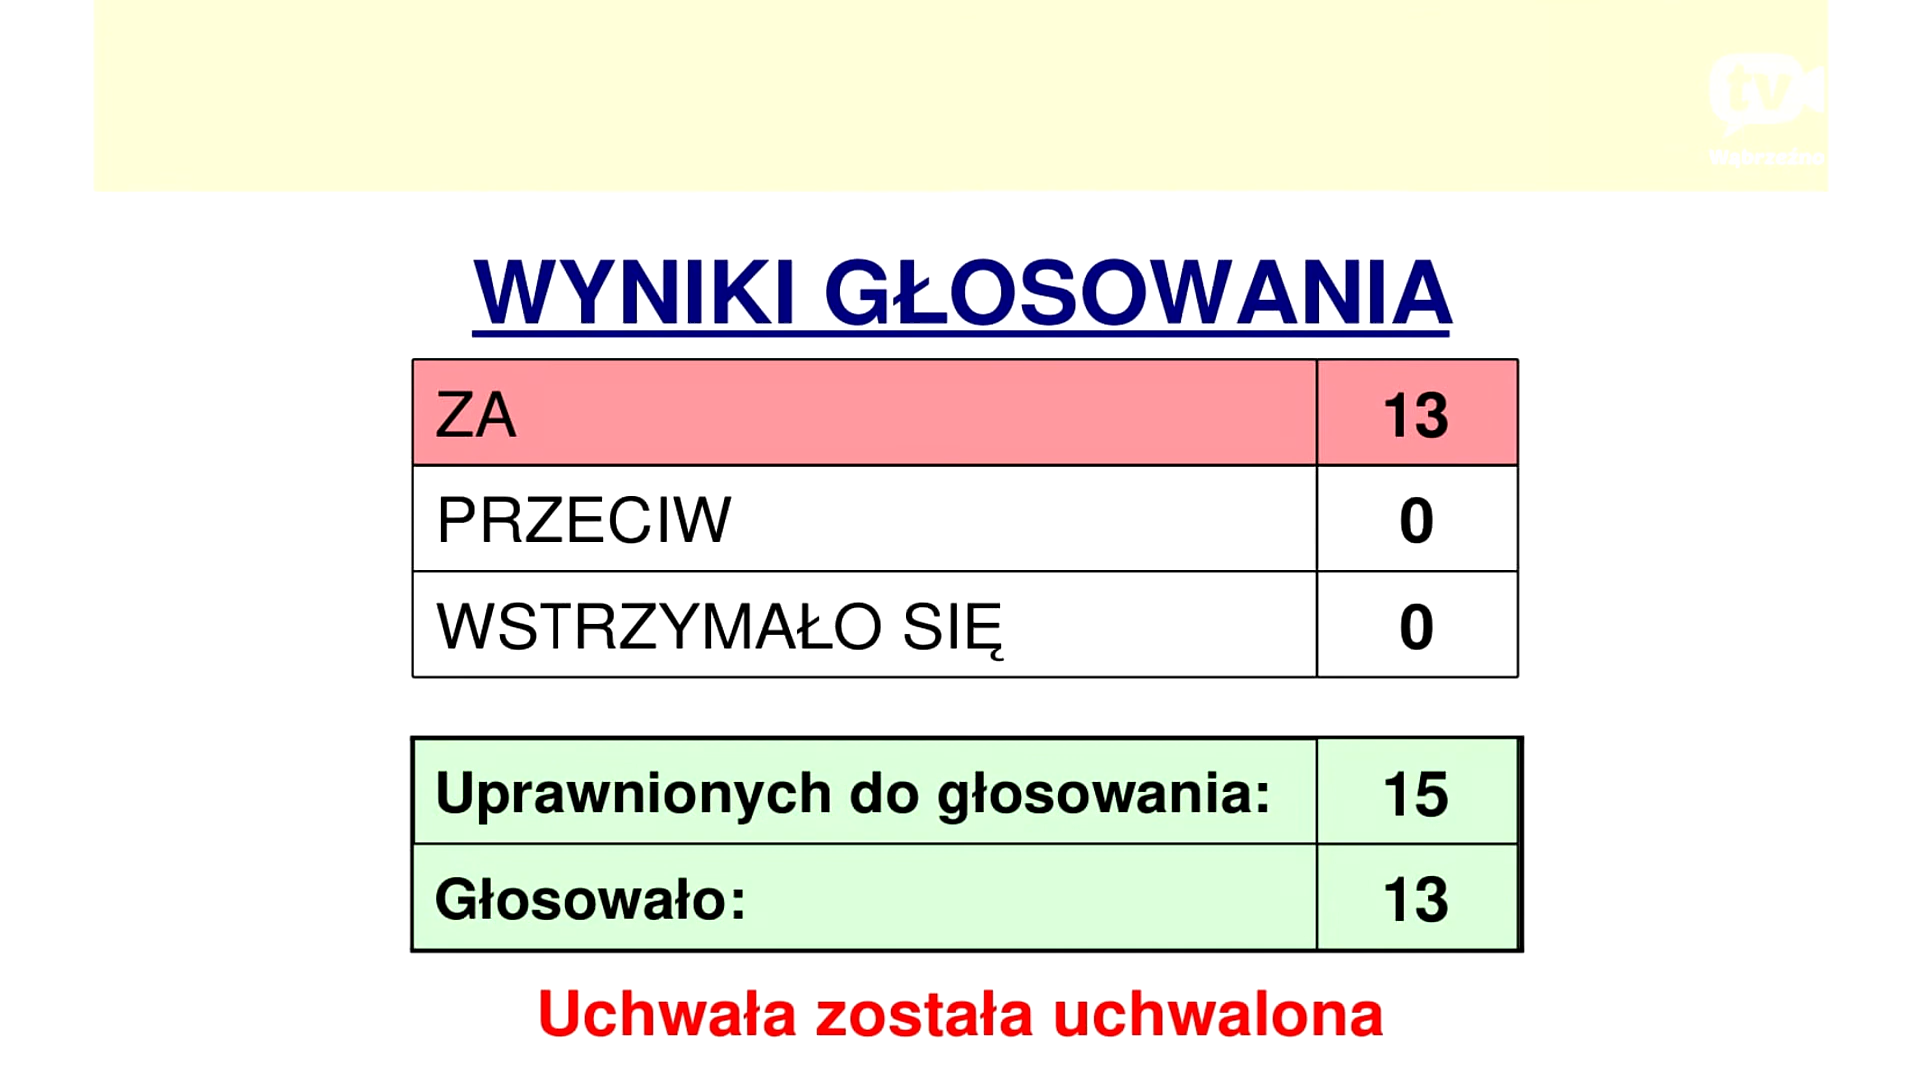 tv
Wąbrzeźno
WYNIKI GŁOSOWANIA
ZA 13
PRZECIW 0
WSTRZYMAŁO SIĘ 0
Uprawnionych do głosowania: 15
Głosowało: 13
Uchwała została uchwalona